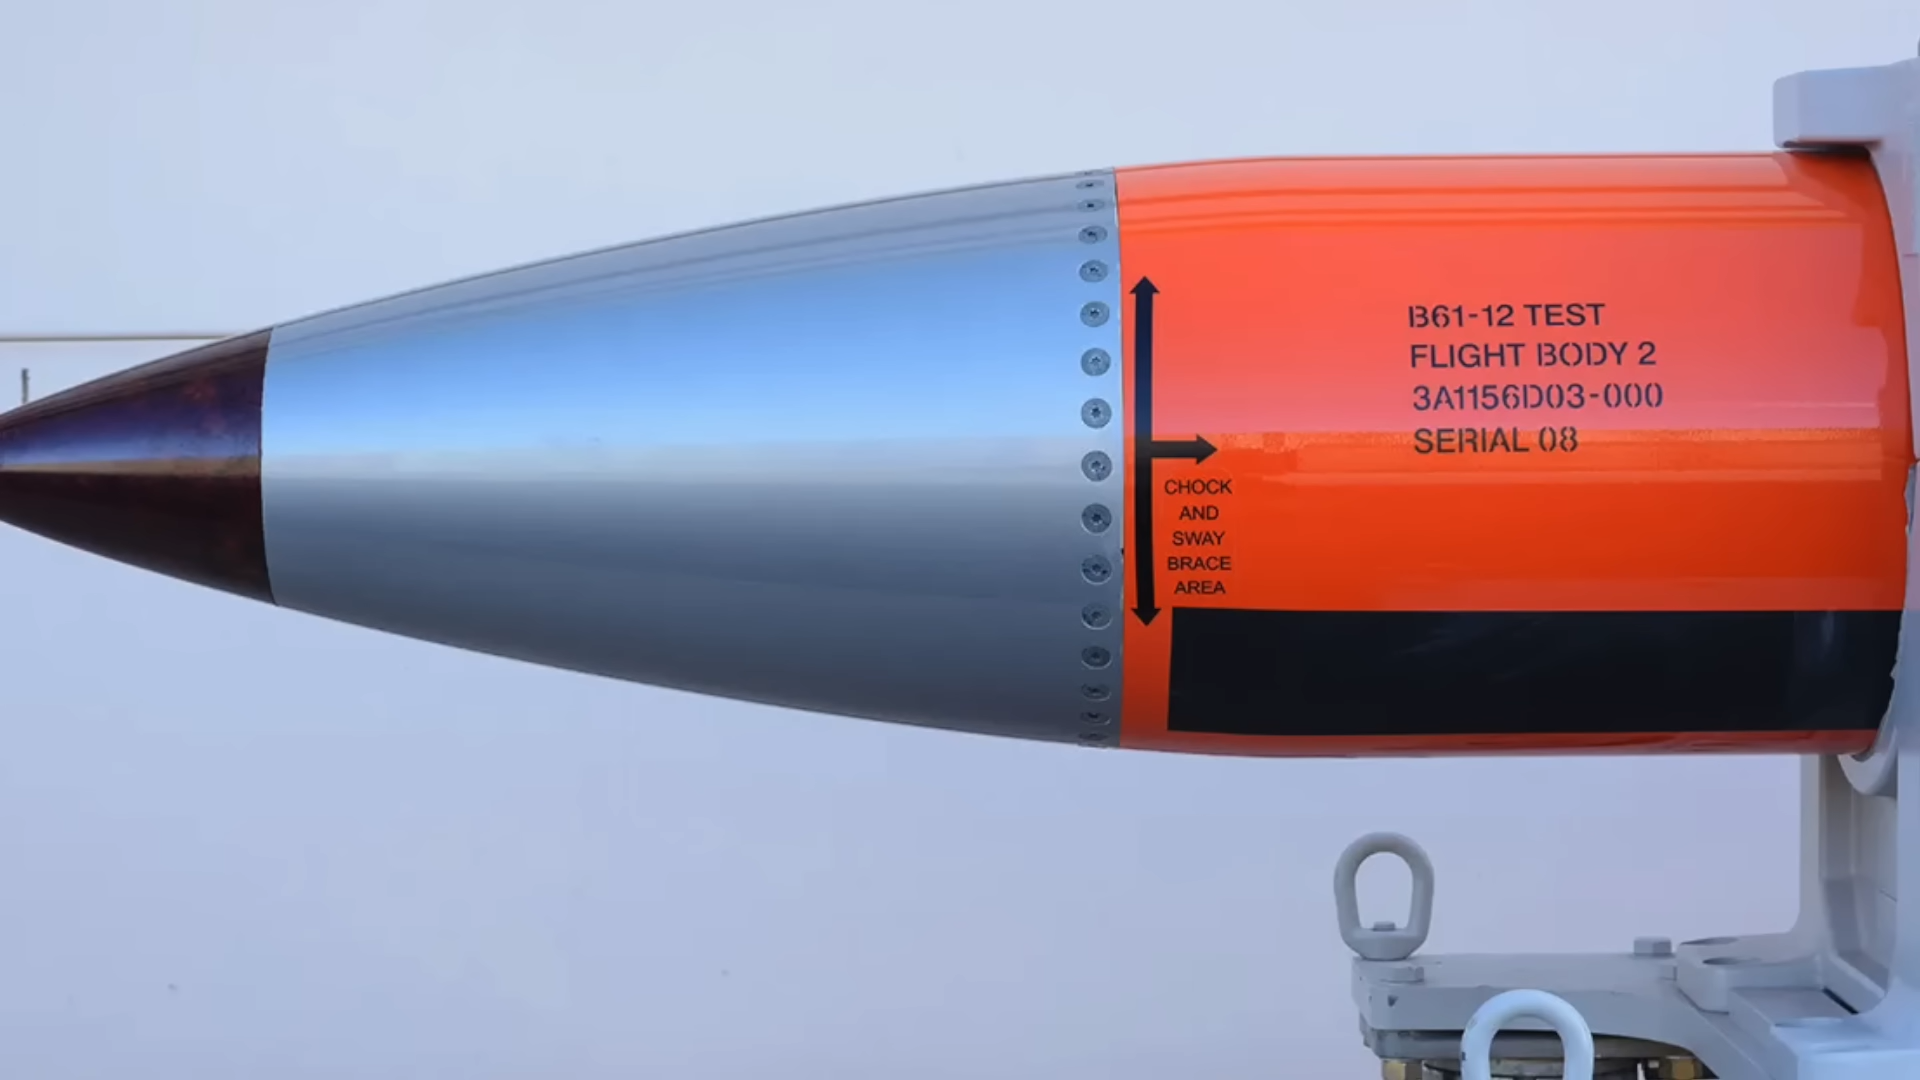 B61-12 TEST
FLIGHT BODY 2
3A1156D03-000
SERIAL 08
CHOCK
AND
SWAY
BRACE
AREA